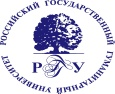 РОССИЙСКИЙ ГОСУДАРСТВЕННЫЙ ГУМАНИТАРНЫЙ УНИВЕРСИТЕТ
РГГУ